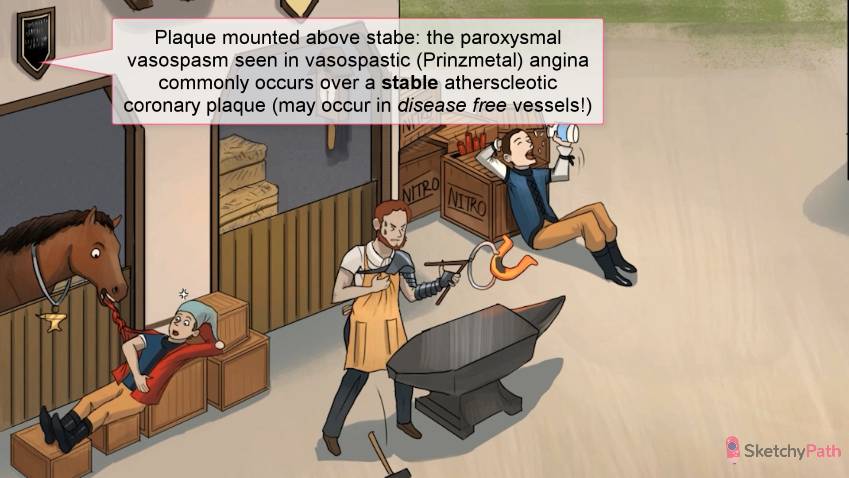 Plaque mounted above stabe: the paroxysmal
vasospasm seen in vasospastic (Prinzmetal) angina
commonly occurs over a stable atherscleotic
coronary plaque (may occur in disease free vessels!)
NITRO
NITRO
NITRO
SketchyPath